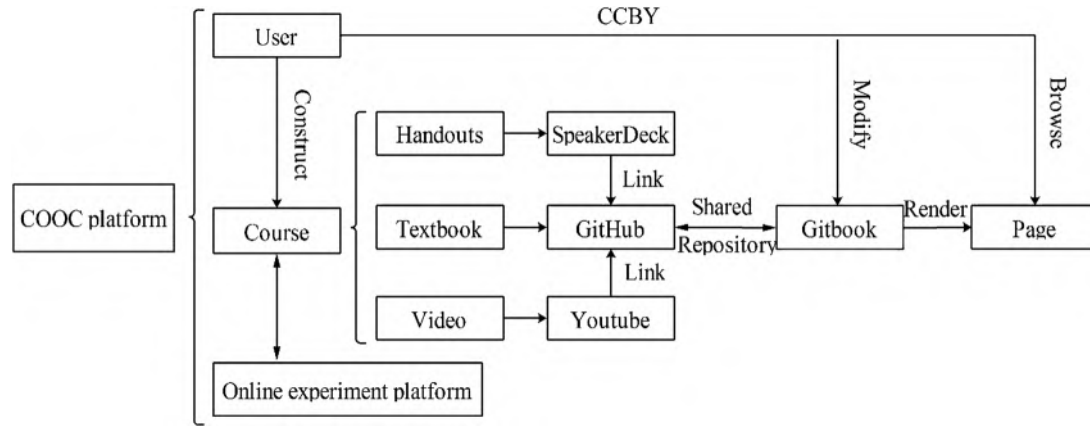 CCBY
User
Construct
Modify
Browse
Handouts
SpeakerDeck
Link
COOC platform
Course
Textbook
GitHub
Shared
Repository
Gitbook
Render
Page
Link
Video
Youtube
Online experiment platform